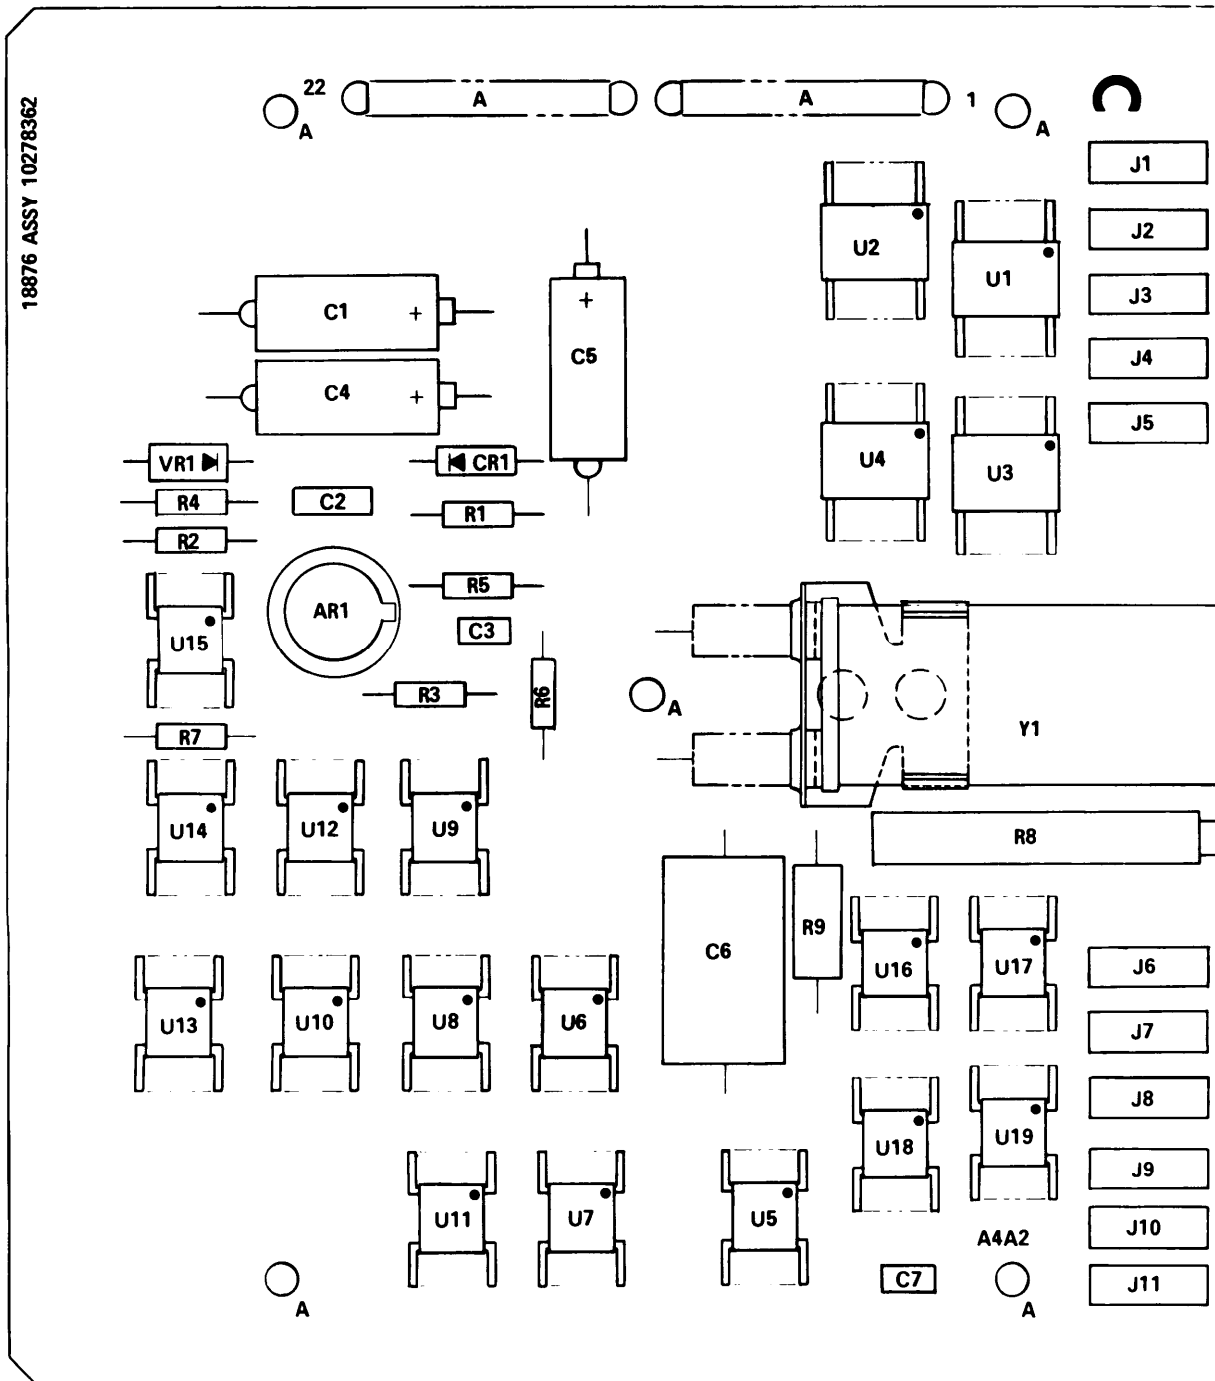 18876 ASSY 10278362
22
A
A
1
A
A
J1
J2
U2
U1
J3
C1 +
+
C5
J4
C4 +
J5
VR1
CR1
U4
U3
R4
C2
R1
R2
R5
AR1
C3
U15
R3
R6
A
Y1
R7
U14
U12
U9
R8
R9
C6
U16
U17
J6
U13
U10
U8
U6
J7
J8
U18
U19
J9
U11
U7
U5
J10
A4A2
C7
J11
A
A